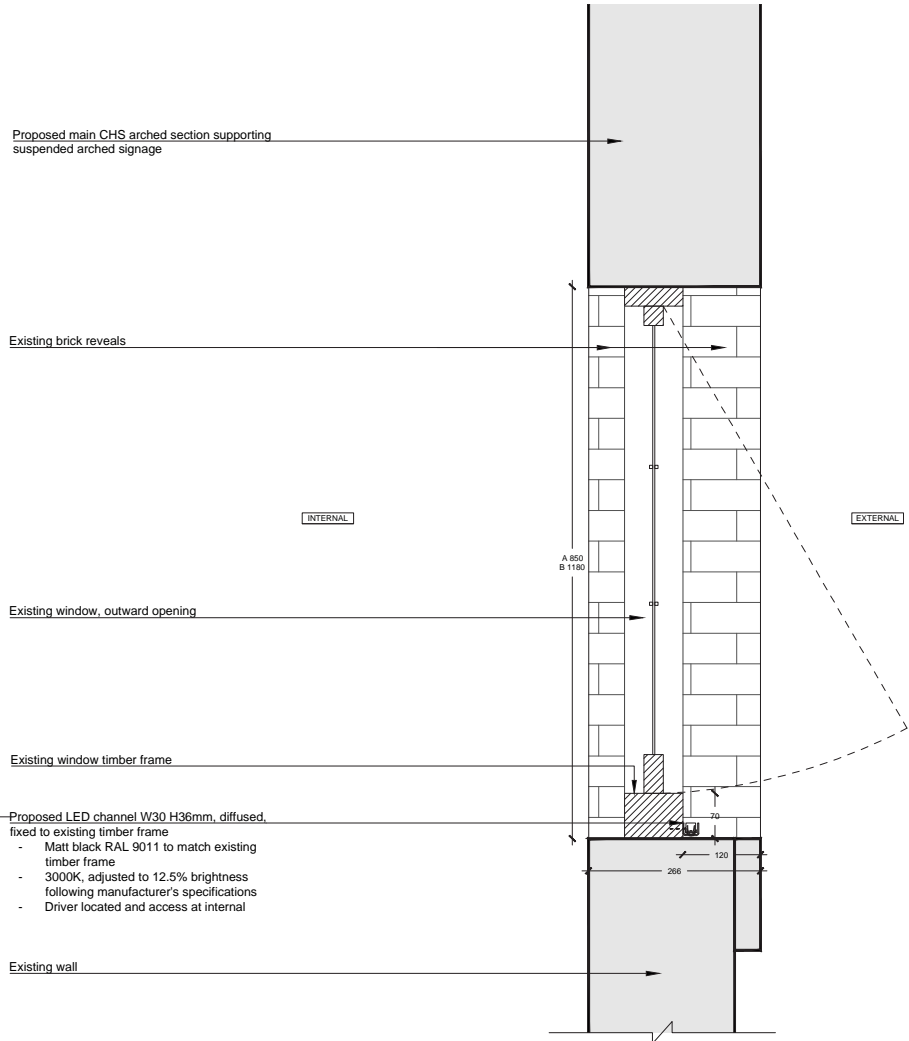 Proposed main CHS arched section supporting
suspended arched signage
Existing brick reveals
INTERNAL
EXTERNAL
A 850
B 1180
Existing window, outward opening
Existing window timber frame
Proposed LED channel W30 H36mm, diffused,
fixed to existing timber frame
- Matt black RAL 9011 to match existing
timber frame
- 3000K, adjusted to 12.5% brightness
following manufacturer's specifications
- Driver located and access at internal
70
120
266
Existing wall